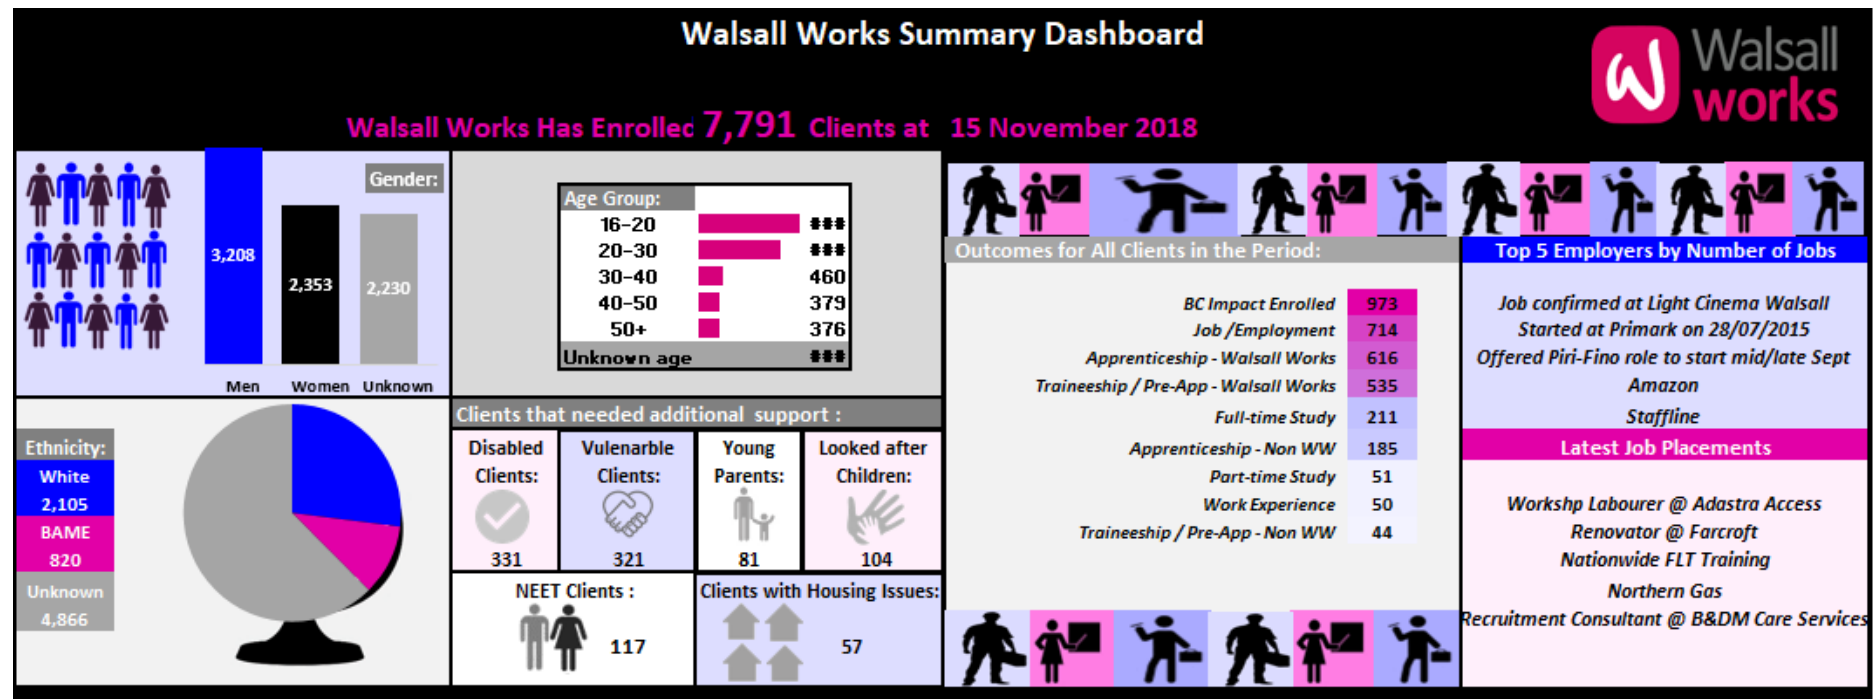 Walsall Works Summary Dashboard
Walsall works
Walsall Works Has Enrolled 7,791 Clients at 15 November 2018
Gender:
3,208
2,353
2,230
Men Women Unknown
Age Group:
16-20 ###
20-30 ###
30-40 460
40-50 379
50+ 376
Unknown age ###
Ethnicity:
White
2,105
BAME
820
Unknown
4,866
Clients that needed additional support :
Disabled Clients:
331
Vulenarble Clients:
321
Young Parents:
81
Looked after Children:
104
NEET Clients :
117
Clients with Housing Issues:
57
Outcomes for All Clients in the Period:
BC Impact Enrolled 973
Job /Employment 714
Apprenticeship - Walsall Works 616
Traineeship / Pre-App - Walsall Works 535
Full-time Study 211
Apprenticeship - Non WW 185
Part-time Study 51
Work Experience 50
Traineeship / Pre-App - Non WW 44
Top 5 Employers by Number of Jobs
Job confirmed at Light Cinema Walsall
Started at Primark on 28/07/2015
Offered Piri-Fino role to start mid/late Sept
Amazon
Staffline
Latest Job Placements
Workshp Labourer @ Adastra Access
Renovator @ Farcroft
Nationwide FLT Training
Northern Gas
Recruitment Consultant @ B&DM Care Services